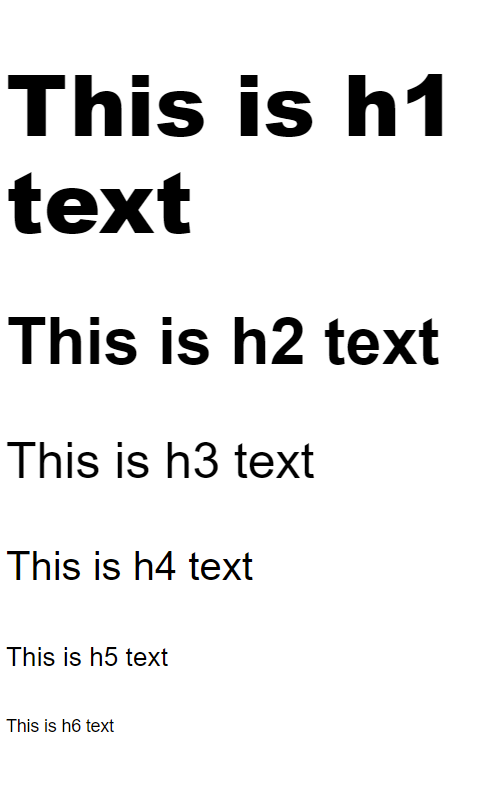 This is h1
text
This is h2 text
This is h3 text
This is h4 text
This is h5 text
This is h6 text